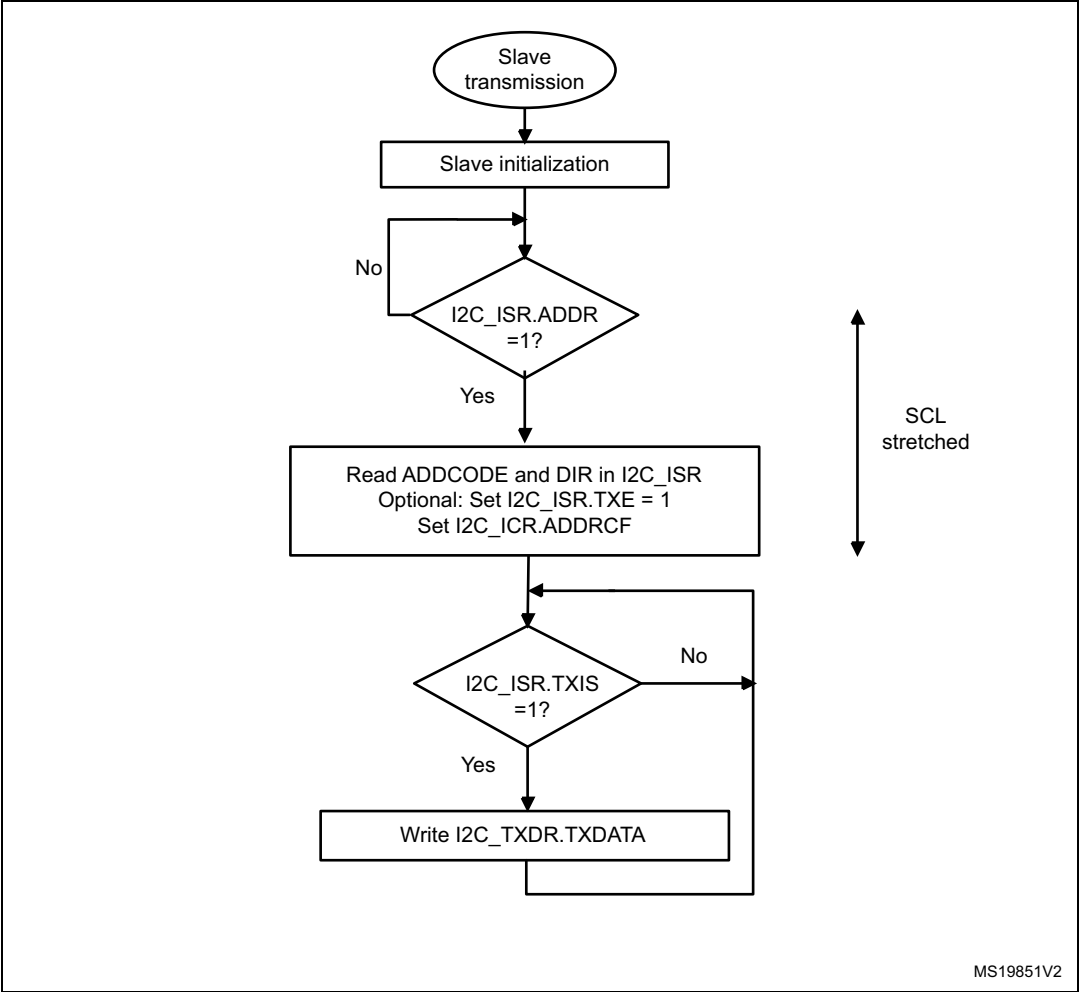 Slave
transmission
Slave initialization
No
I2C_ISR.ADDR
=1?
Yes
SCL
stretched
Read ADDCODE and DIR in I2C_ISR
Optional: Set I2C_ISR.TXE = 1
Set I2C_ICR.ADDRCF
No
I2C_ISR.TXIS
=1?
Yes
Write I2C_TXDR.TXDATA
MS19851V2